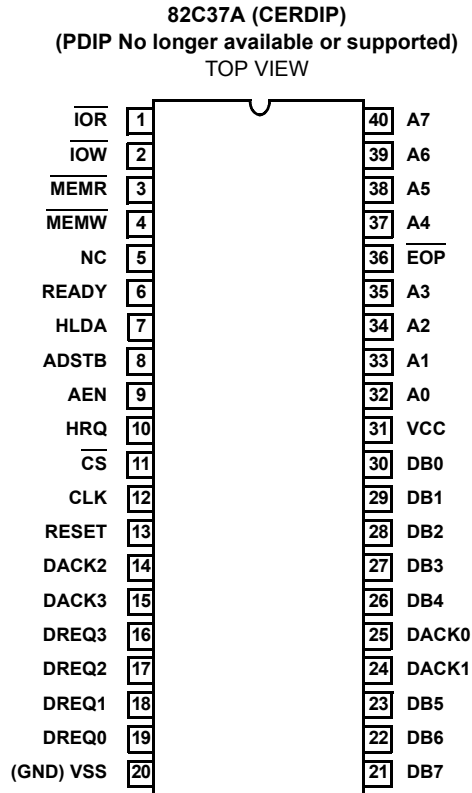 82C37A (CERDIP)
(PDIP No longer available or supported)
TOP VIEW
IOR 1 40 A7
IOW 2 39 A6
MEMR 3 38 A5
MEMW 4 37 A4
NC 5 36 EOP
READY 6 35 A3
HLDA 7 34 A2
ADSTB 8 33 A1
AEN 9 32 A0
HRQ 10 31 VCC
CS 11 30 DB0
CLK 12 29 DB1
RESET 13 28 DB2
DACK2 14 27 DB3
DACK3 15 26 DB4
DREQ3 16 25 DACK0
DREQ2 17 24 DACK1
DREQ1 18 23 DB5
DREQ0 19 22 DB6
(GND) VSS 20 21 DB7